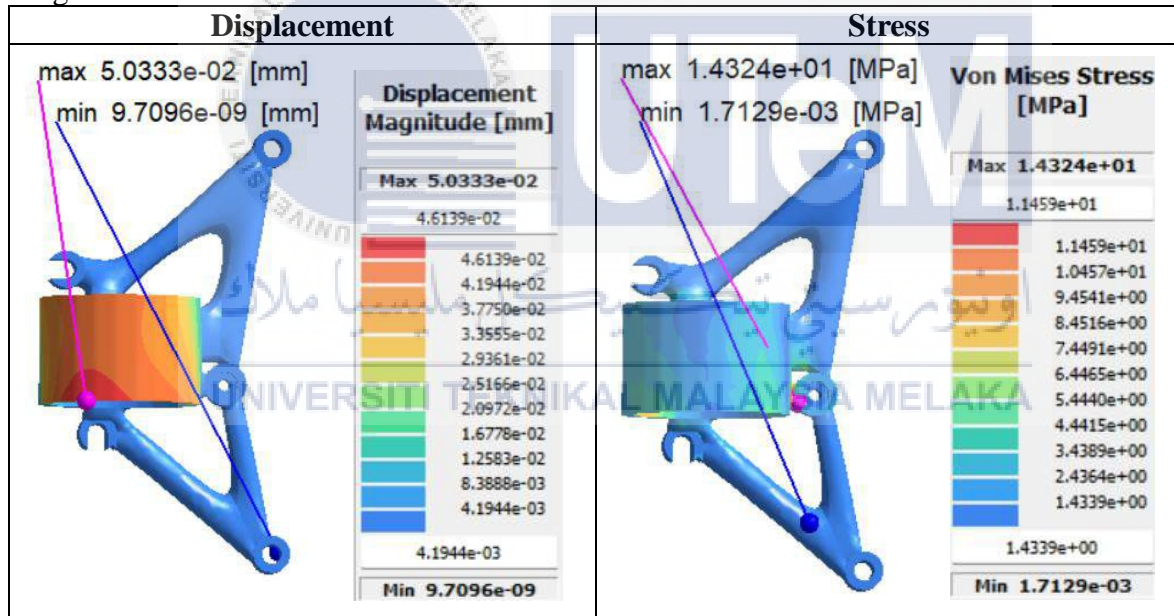 Displacement
max 5.0333e-02 [mm]
min 9.7096e-09 [mm]
Displacement
Magnitude [mm]
Max 5.0333e-02
4.6139e-02
4.6139e-02
4.1944e-02
3.7750e-02
3.3555e-02
2.9361e-02
2.5166e-02
2.0972e-02
1.6778e-02
1.2583e-02
8.3888e-03
4.1944e-03
4.1944e-03
Min 9.7096e-09
Stress
max 1.4324e+01 [MPa]
min 1.7129e-03 [MPa]
Von Mises Stress
[MPa]
Max 1.4324e+01
1.1459e+01
1.1459e+01
1.0457e+01
9.4541e+00
8.4516e+00
7.4491e+00
6.4465e+00
5.4440e+00
4.4415e+00
3.4389e+00
2.4364e+00
1.4339e+00
1.4339e+00
Min 1.7129e-03
UTeM
UNIVERSITI TEKNIKAL MALAYSIA MELAKA